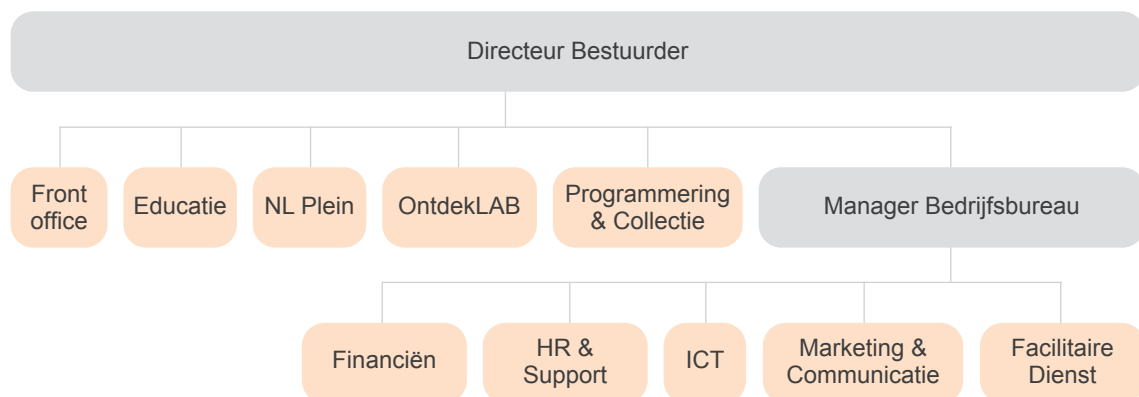 Directeur Bestuurder
Front
office
Educatie
NL Plein
OntdekLAB
Programmering
& Collectie
Manager Bedrijfsbureau
Financiën
HR &
Support
ICT
Marketing &
Communicatie
Facilitaire
Dienst